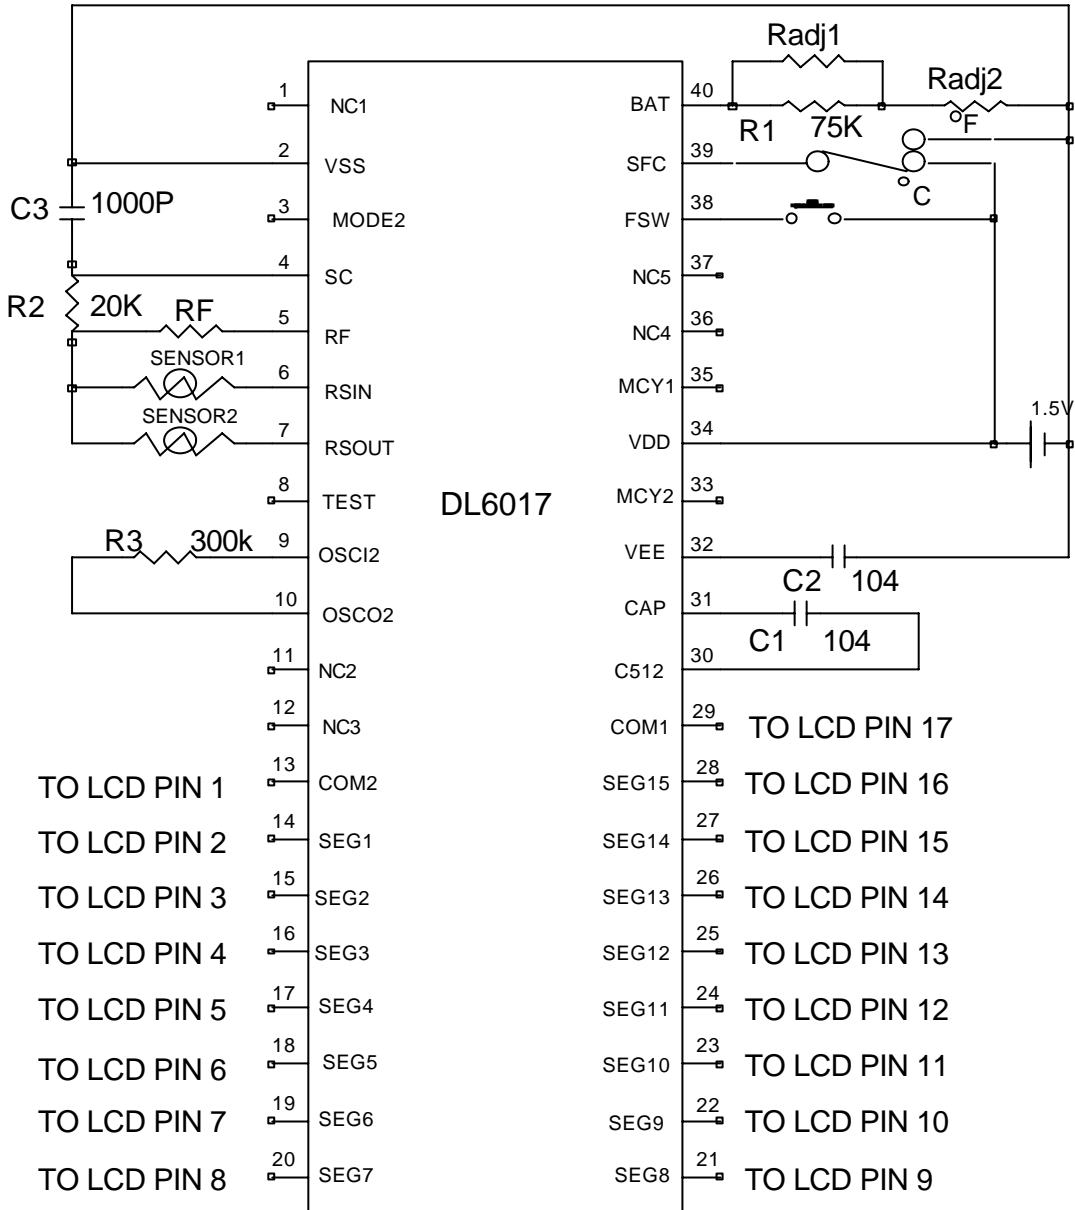 Radj1
Radj2
1 NC1 BAT 40
R1 75K °F
2 VSS SFC 39
°C
C3 1000P
3 MODE2 FSW 38
4 SC NC5 37
R2 20K RF
5 RF NC4 36
SENSOR1
6 RSIN MCY1 35
SENSOR2
1.5V
7 RSOUT VDD 34
8 TEST DL6017 MCY2 33
R3 300k
9 OSCI2 VEE 32
C2 104
10 OSCO2 CAP 31
C1 104
11 NC2 C512 30
12 NC3 COM1 29 TO LCD PIN 17
TO LCD PIN 1 13 COM2 SEG15 28 TO LCD PIN 16
TO LCD PIN 2 14 SEG1 SEG14 27 TO LCD PIN 15
TO LCD PIN 3 15 SEG2 SEG13 26 TO LCD PIN 14
TO LCD PIN 4 16 SEG3 SEG12 25 TO LCD PIN 13
TO LCD PIN 5 17 SEG4 SEG11 24 TO LCD PIN 12
TO LCD PIN 6 18 SEG5 SEG10 23 TO LCD PIN 11
TO LCD PIN 7 19 SEG6 SEG9 22 TO LCD PIN 10
TO LCD PIN 8 20 SEG7 SEG8 21 TO LCD PIN 9